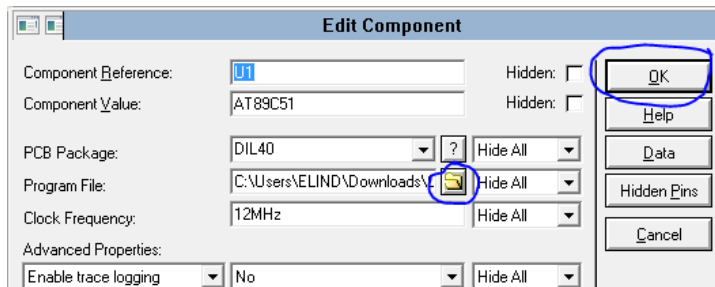 Edit Component
Component Reference: U1 Hidden: OK
Component Value: AT89C51 Hidden: Help
PCB Package: DIL40 ? Hide All Data
Program File: C:\Users\ELIND\Downloads\ Hide All Hidden Pins
Clock Frequency: 12MHz Hide All Cancel
Advanced Properties:
Enable trace logging No Hide All